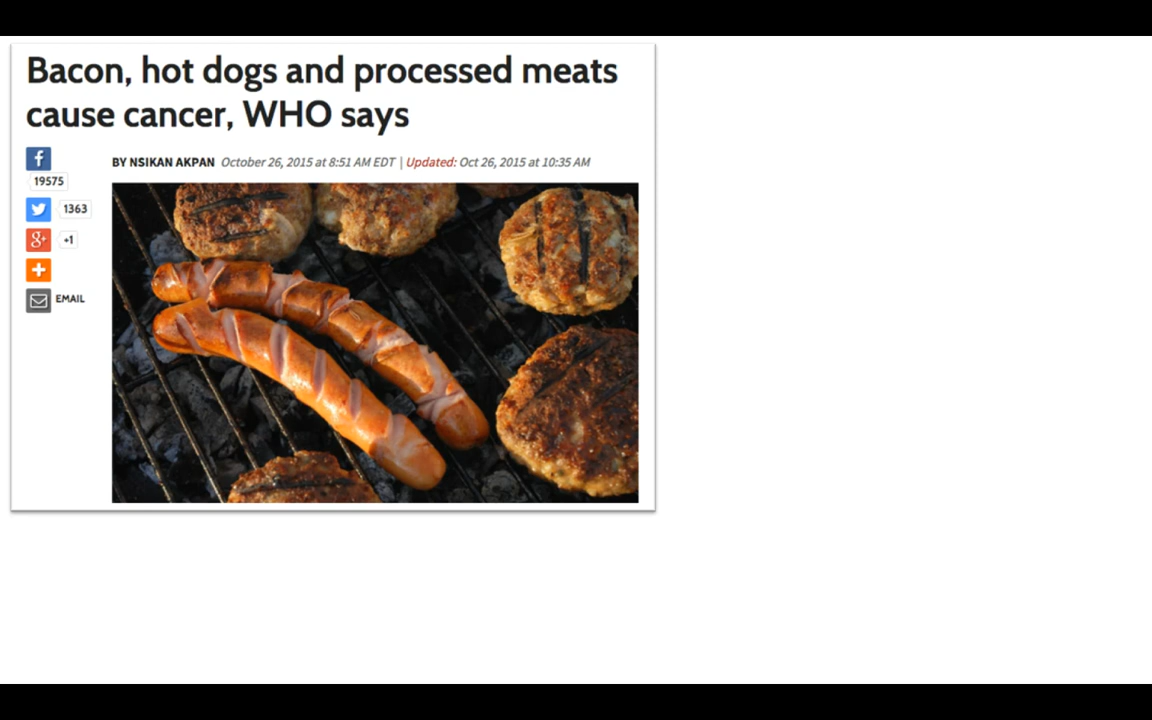 Bacon, hot dogs and processed meats
cause cancer, WHO says
BY NSIKAN AKPAN October 26, 2015 at 8:51 AM EDT | Updated: Oct 26, 2015 at 10:35 AM
f
19575
1363
g+ +1
EMAIL